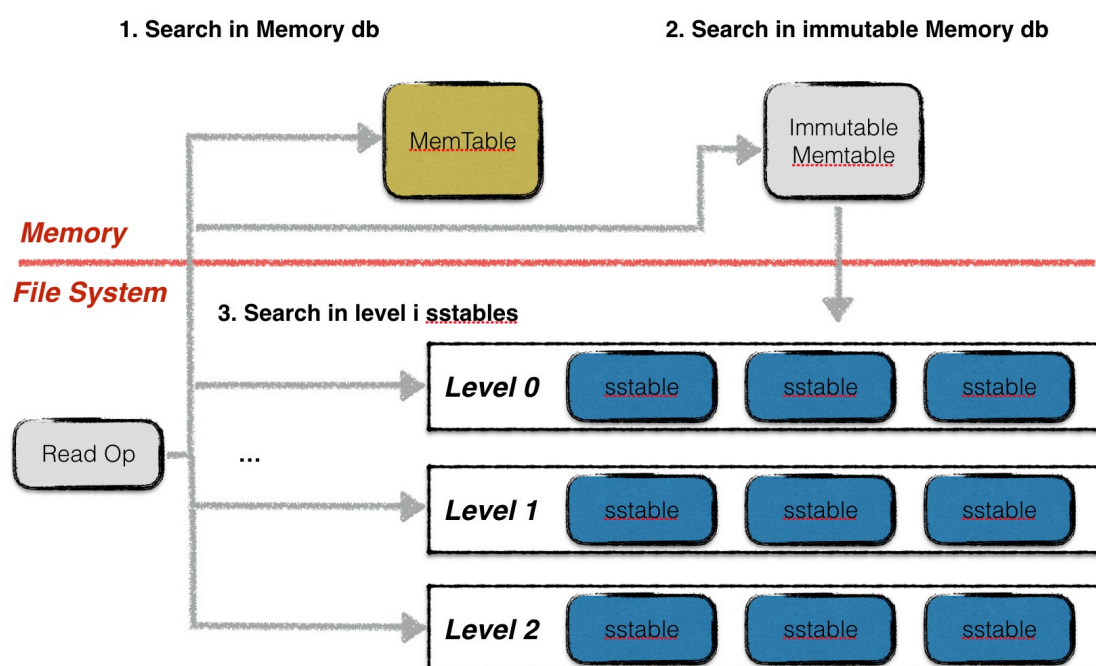 1. Search in Memory db
2. Search in immutable Memory db
MemTable
Immutable
Memtable
Memory
File System
3. Search in level i sstables
Level 0
sstable
sstable
sstable
Read Op
...
Level 1
sstable
sstable
sstable
Level 2
sstable
sstable
sstable